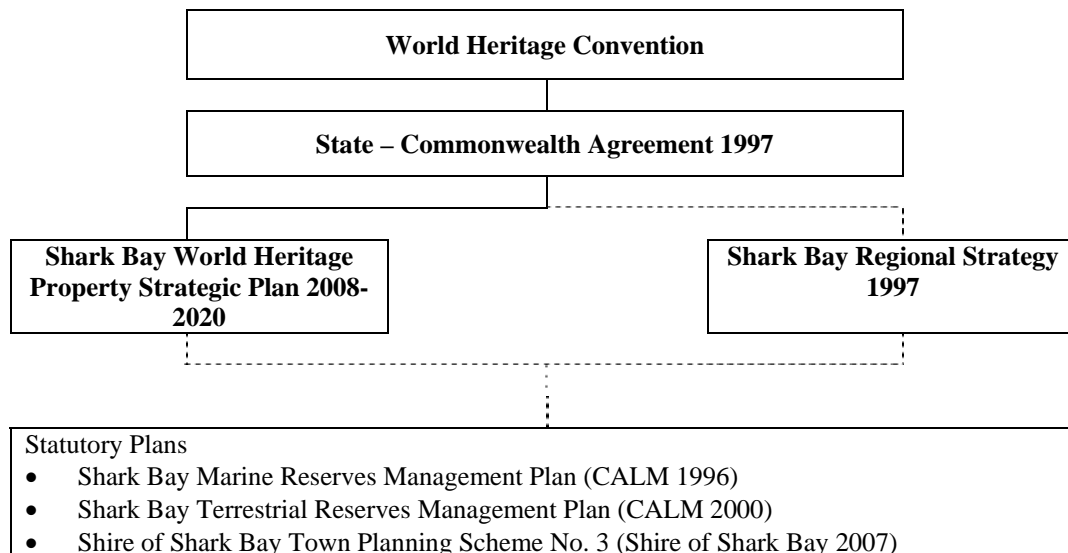 World Heritage Convention
State – Commonwealth Agreement 1997
Shark Bay World Heritage
Property Strategic Plan 2008-
2020
Shark Bay Regional Strategy
1997
Statutory Plans
• Shark Bay Marine Reserves Management Plan (CALM 1996)
• Shark Bay Terrestrial Reserves Management Plan (CALM 2000)
• Shire of Shark Bay Town Planning Scheme No. 3 (Shire of Shark Bay 2007)